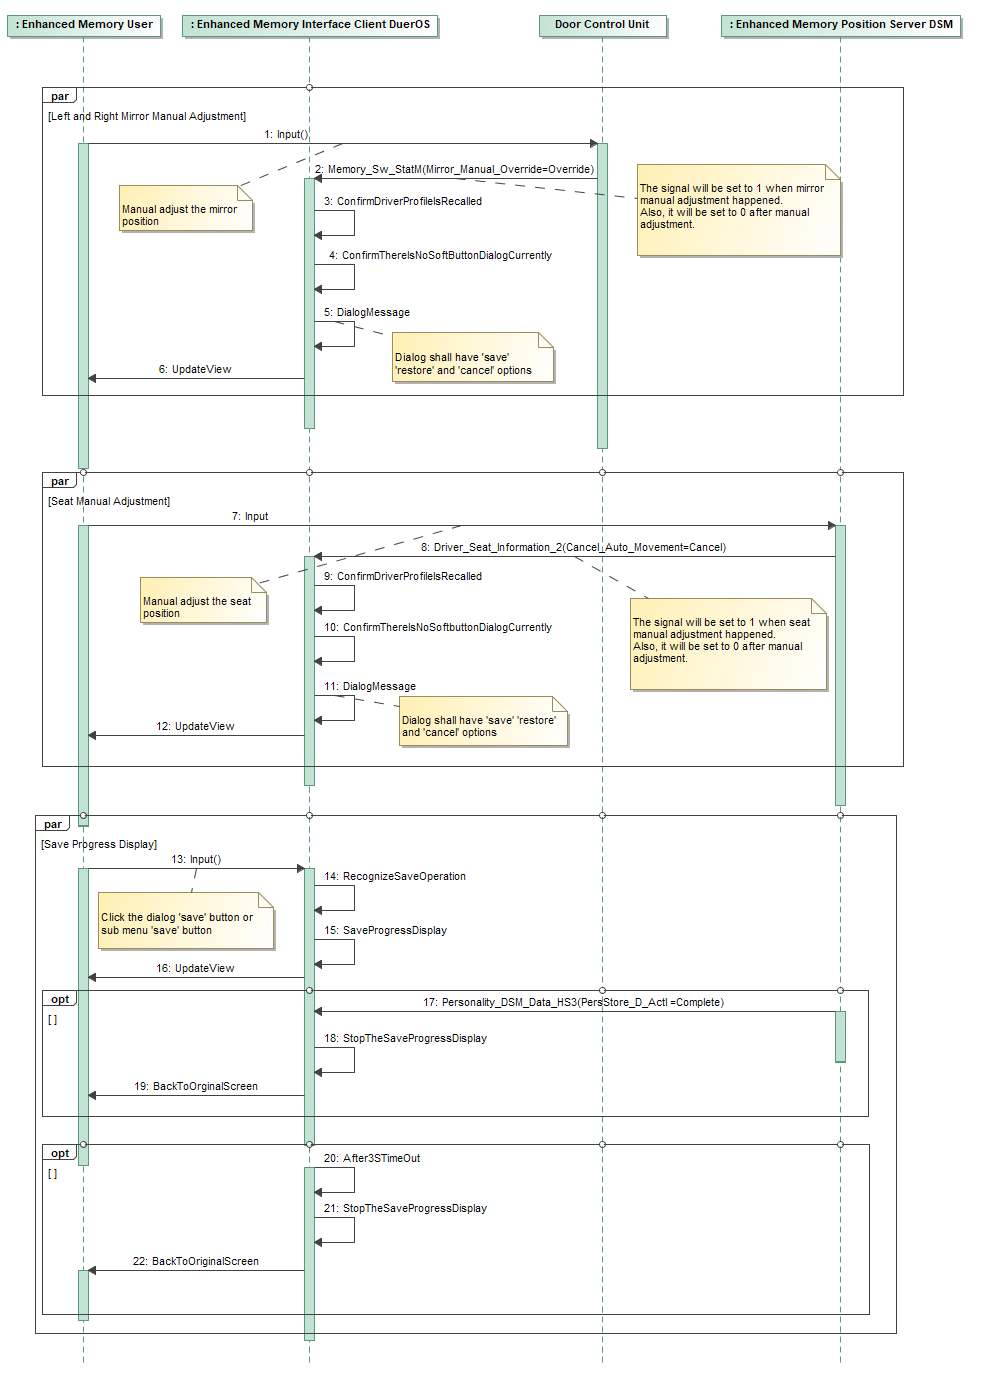 : Enhanced Memory User
: Enhanced Memory Interface Client DuerOS
Door Control Unit
: Enhanced Memory Position Server DSM
par
[Left and Right Mirror Manual Adjustment]
1: Input()
2: Memory_Sw_StatM(Mirror_Manual_Override=Override)
The signal will be set to 1 when mirror
manual adjustment happened.
Also, it will be set to 0 after manual
adjustment.
Manual adjust the mirror
position
3: ConfirmDriverProfileIsRecalled
4: ConfirmThereIsNoSoftButtonDialogCurrently
5: DialogMessage
Dialog shall have 'save'
'restore' and 'cancel' options
6: UpdateView
par
[Seat Manual Adjustment]
7: Input
8: Driver_Seat_Information_2(Cancel_Auto_Movement=Cancel)
9: ConfirmDriverProfileIsRecalled
Manual adjust the seat
position
The signal will be set to 1 when seat
manual adjustment happened.
Also, it will be set to 0 after manual
adjustment.
10: ConfirmThereIsNoSoftbuttonDialogCurrently
11: DialogMessage
Dialog shall have 'save' 'restore'
and 'cancel' options
12: UpdateView
par
[Save Progress Display]
13: Input()
14: RecognizeSaveOperation
Click the dialog 'save' button or
sub menu 'save' button
15: SaveProgressDisplay
16: UpdateView
opt
[ ]
17: Personality_DSM_Data_HS3(PersStore_D_Actl =Complete)
18: StopTheSaveProgressDisplay
19: BackToOrginalScreen
opt
[ ]
20: After3STimeOut
21: StopTheSaveProgressDisplay
22: BackToOriginalScreen